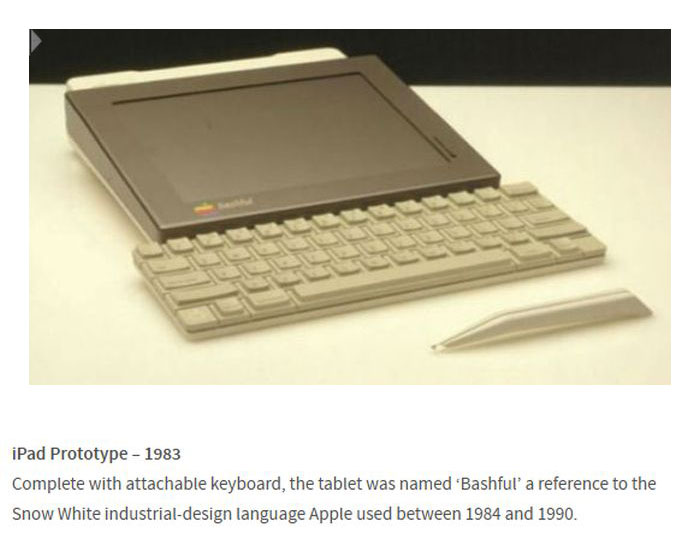 bashful
iPad Prototype – 1983
Complete with attachable keyboard, the tablet was named ‘Bashful’ a reference to the
Snow White industrial-design language Apple used between 1984 and 1990.